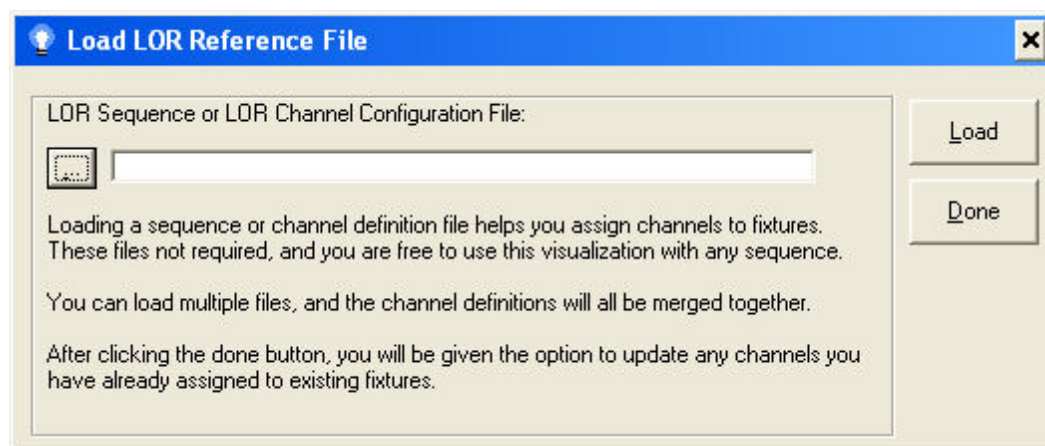 Load LOR Reference File
LOR Sequence or LOR Channel Configuration File:
Load
...
Done
Loading a sequence or channel definition file helps you assign channels to fixtures.
These files not required, and you are free to use this visualization with any sequence.
You can load multiple files, and the channel definitions will all be merged together.
After clicking the done button, you will be given the option to update any channels you
have already assigned to existing fixtures.